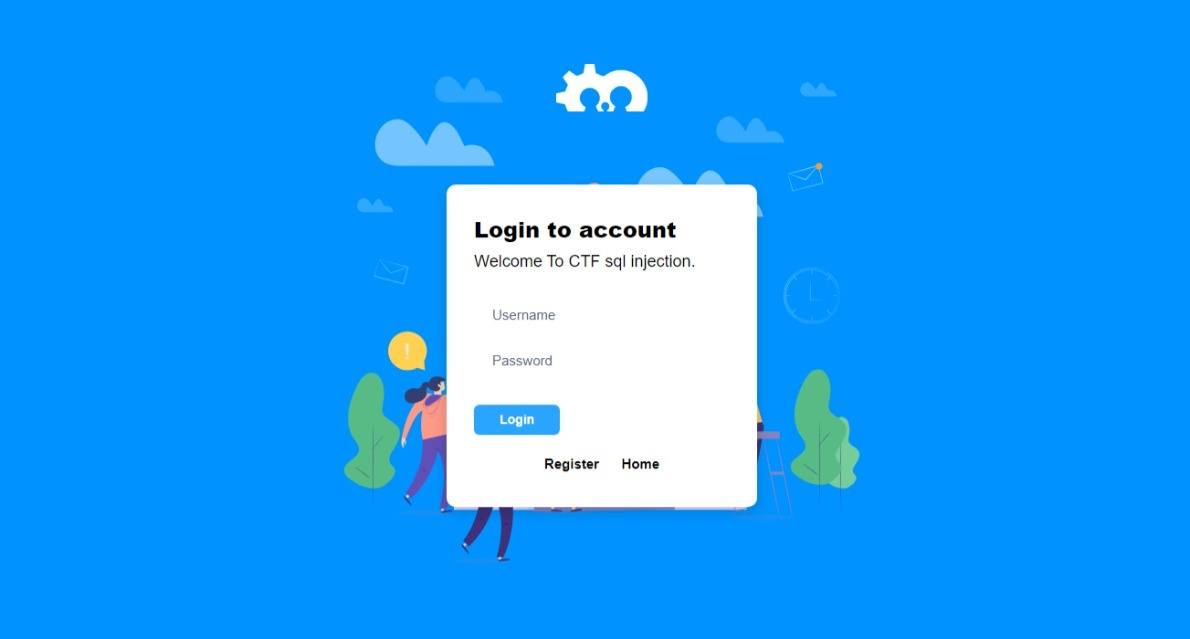 Login to account
Welcome To CTF sql injection.
Username
Password
Login
Register Home